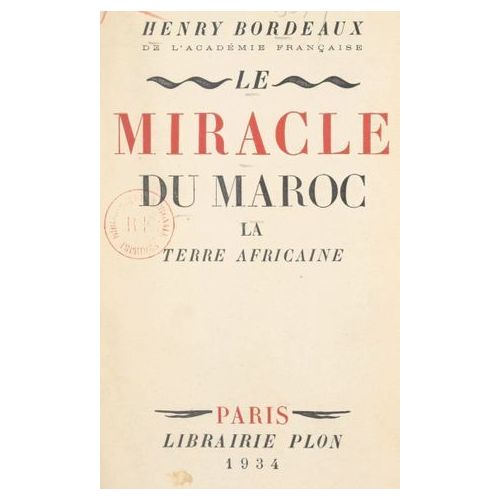 HENRY BORDEAUX
DE L'ACADÉMIE FRANÇAISE
LE
MIRACLE
DU MAROC
LA
TERRE AFRICAINE
PARIS
LIBRAIRIE PLON
1934